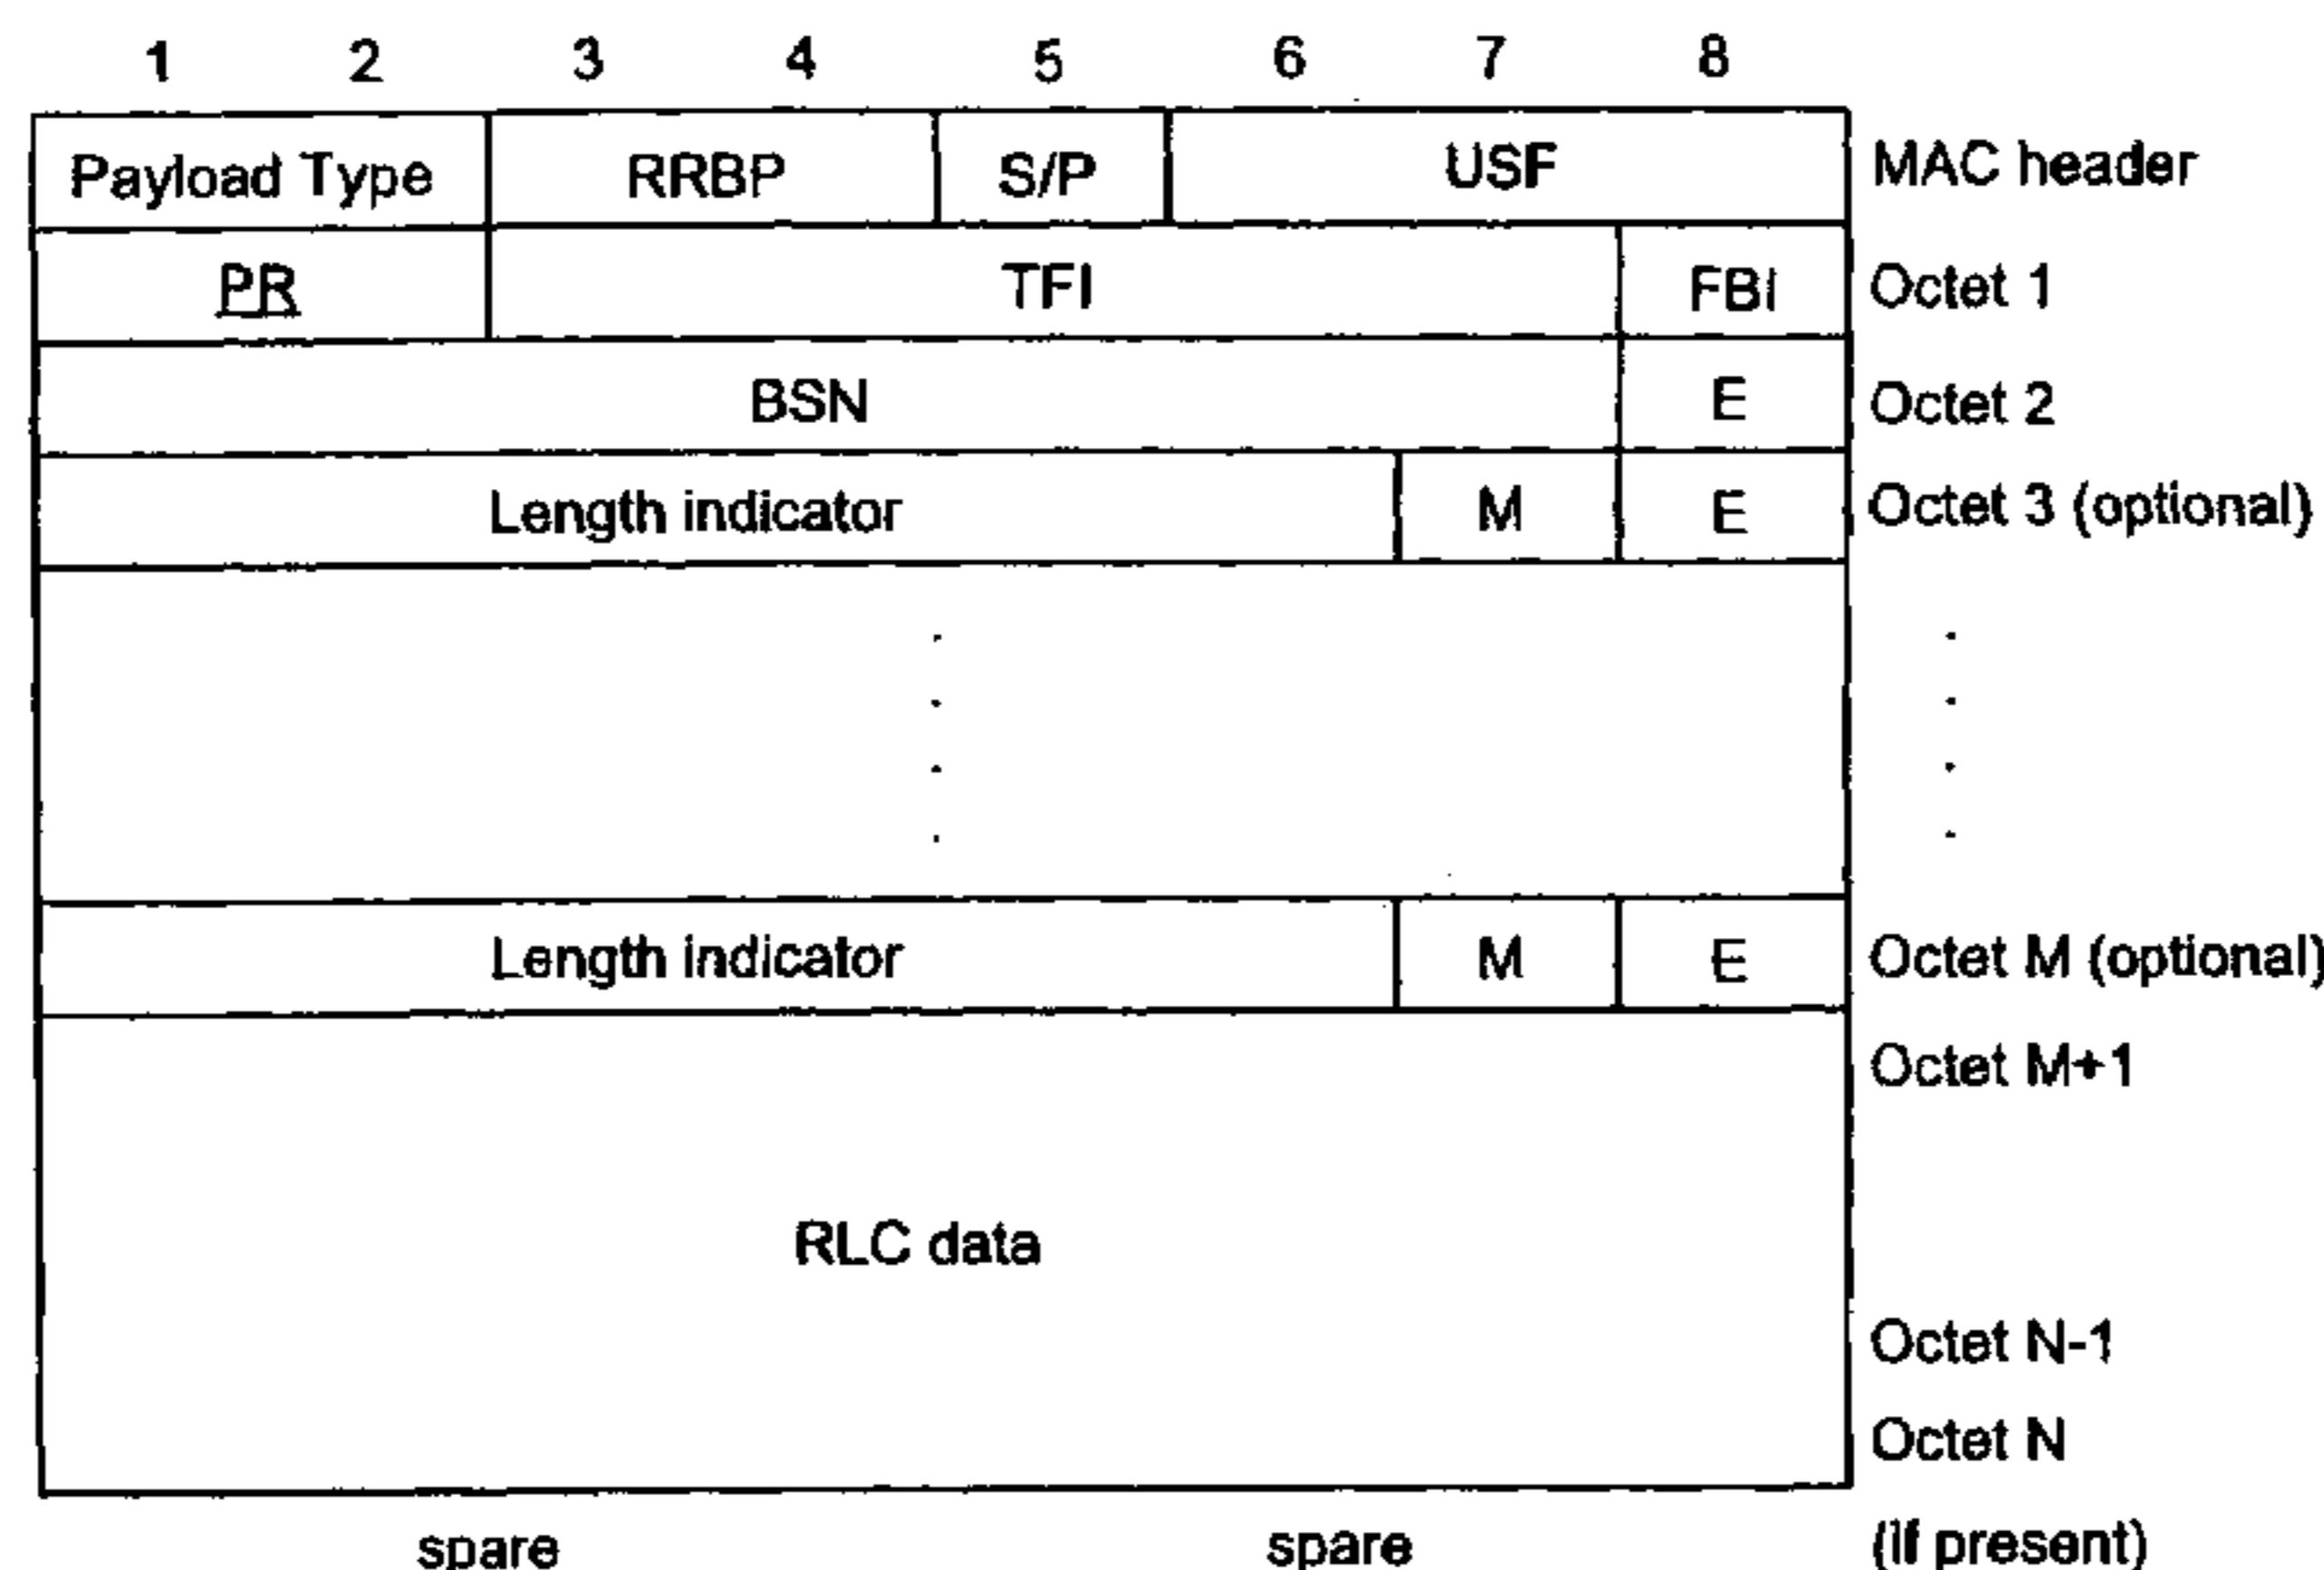 1 2 3 4 5 6 7 8
Payload Type RRBP S/P USF MAC header
PR TFI FBI Octet 1
BSN E Octet 2
Length indicator M E Octet 3 (optional)
Length indicator M E Octet M (optional)
Octet M+1
RLC data
Octet N-1
Octet N
spare spare (if present)